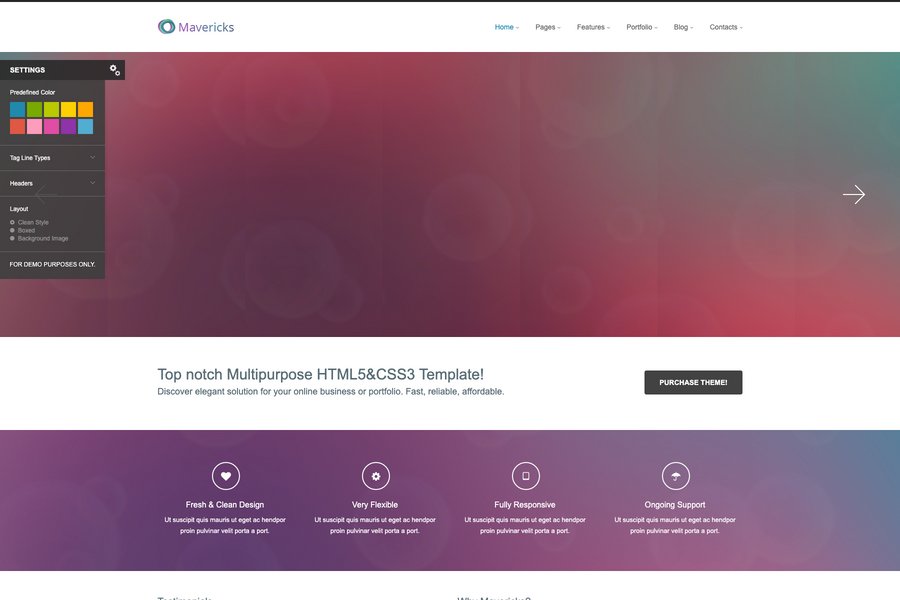 Mavericks
Home Pages Features Portfolio Blog Contacts
SETTINGS
Predefined Color
Tag Line Types
Headers
Layout
Clean Style
Boxed
Background Image
FOR DEMO PURPOSES ONLY.
Top notch Multipurpose HTML5&CSS3 Template!
Discover elegant solution for your online business or portfolio. Fast, reliable, affordable.
PURCHASE THEME!
Fresh & Clean Design
Ut suscipit quis mauris ut eget ac hendpor
proin pulvinar velit porta a port.
Very Flexible
Ut suscipit quis mauris ut eget ac hendpor
proin pulvinar velit porta a port.
Fully Responsive
Ut suscipit quis mauris ut eget ac hendpor
proin pulvinar velit porta a port.
Ongoing Support
Ut suscipit quis mauris ut eget ac hendpor
proin pulvinar velit porta a port.
Testimonials
Why Mavericks?